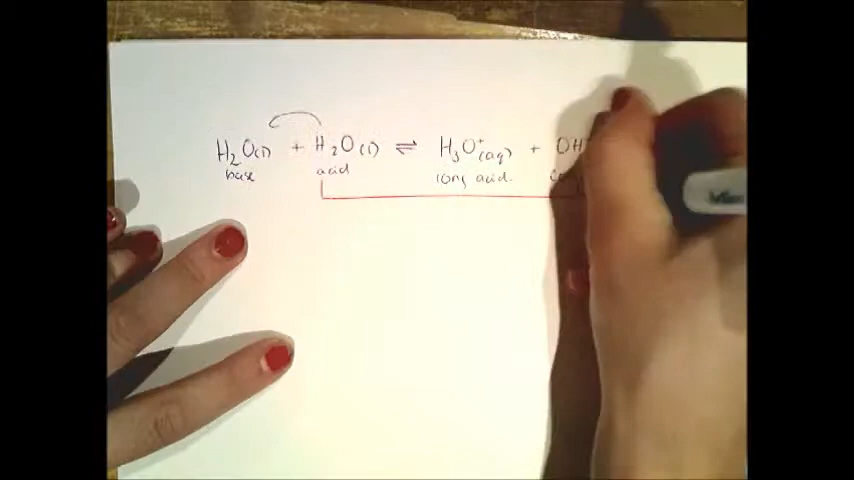 H₂O(l) + H₂O(l) ⇌ H₃O⁺(aq) + OH
base acid conj acid.